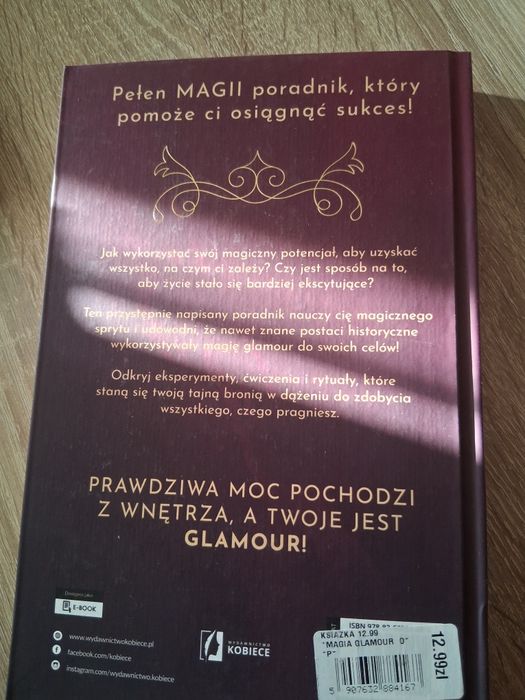 Pełen MAGII poradnik, który
pomoże ci osiągnąć sukces!
Jak wykorzystać swój magiczny potencjał, aby uzyskać
wszystko, na czym ci zależy? Czy jest sposób na to,
aby życie stało się bardziej ekscytujące?
Ten przystępnie napisany poradnik nauczy cię magicznego
sprytu i udowodni, że nawet znane postaci historyczne
wykorzystywały magię glamour do swoich celów!
Odkryj eksperymenty, ćwiczenia i rytuały, które
staną się twoją tajną bronią w dążeniu do zdobycia
wszystkiego, czego pragniesz.
PRAWDZIWA MOC POCHODZI
Z WNĘTRZA, A TWOJE JEST
GLAMOUR!
Dostępna jako
E-BOOK
www.wydawnictwokobiece.pl
facebook.com/kobiece
instagram.com/wydawnictwo.kobiece
WYDAWNICTWO
KOBIECE
ISBN 978-83-
KSIĄŻKA 12.99
"MAGIA GLAMOUR O"
12.99zł
5 907632 884167